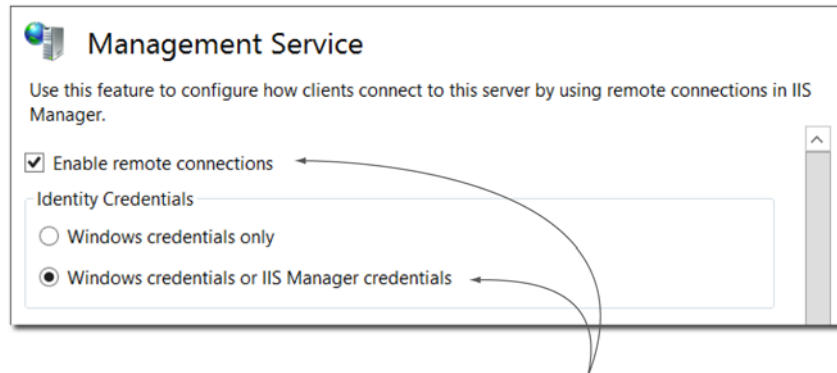 Management Service
Use this feature to configure how clients connect to this server by using remote connections in IIS
Manager.
Enable remote connections
Identity Credentials
Windows credentials only
Windows credentials or IIS Manager credentials